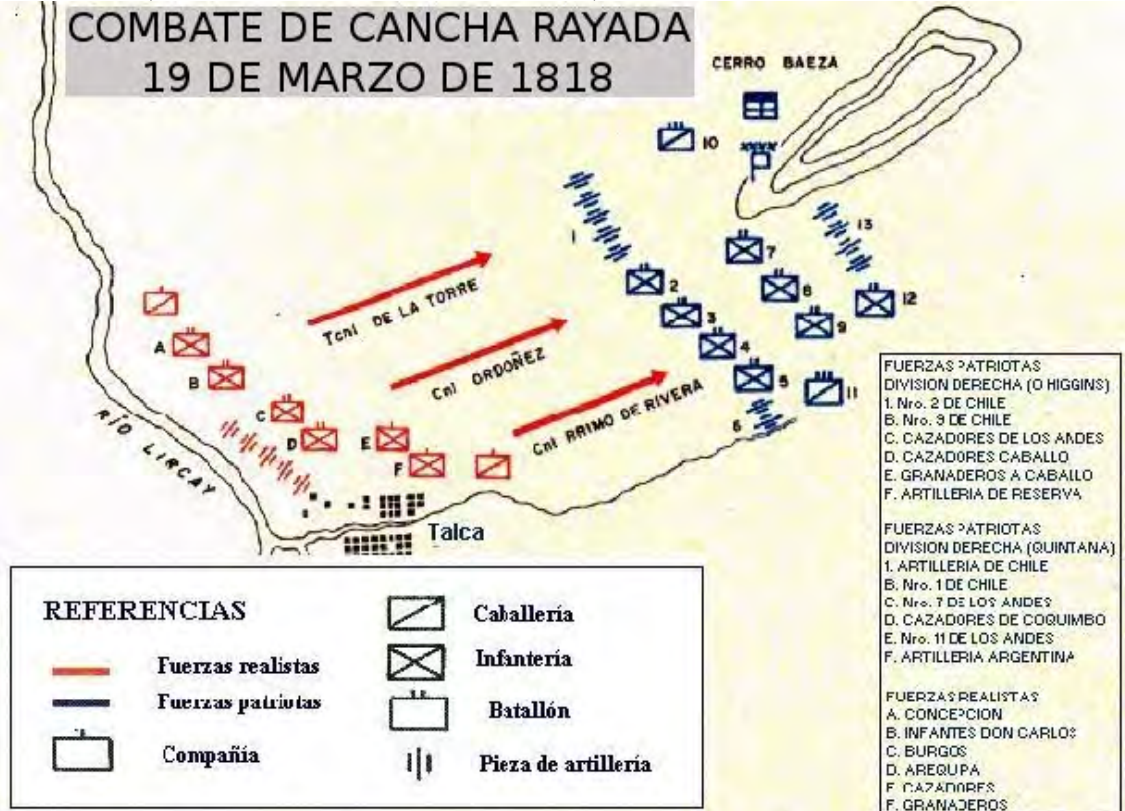 COMBATE DE CANCHA RAYADA
19 DE MARZO DE 1818
CERRO BAEZA
10
XXXX
1
13
7
2
8
12
3
9
4
5
11
6
Tcnl DE LA TORRE
Cnl ORDOÑEZ
Cnl PRIMO DE RIVERA
A
B
C
D
E
F
RÍO LIRCAY
Talca
REFERENCIAS
Fuerzas realistas
Fuerzas patriotas
Compañía
Caballería
Infantería
Batallón
Pieza de artillería
FUERZAS PATRIOTAS
DIVISION DERECHA (O HIGGINS)
1. Nro. 2 DE CHILE
B. Nro. 3 DE CHILE
C. CAZADORES DE LOS ANDES
D. CAZADORES CABALLO
E. GRANADEROS A CABALLO
F. ARTILLERIA DE RESERVA
FUERZAS PATRIOTAS
DIVISION DERECHA (QUINTANA)
1. ARTILLERIA DE CHILE
B. Nro. 1 DE CHILE
C. Nro. 7 DE LOS ANDES
D. CAZADORES DE COQUIMBO
E. Nro. 11 DE LOS ANDES
F. ARTILLERIA ARGENTINA
FUERZAS REALISTAS
A. CONCEPCION
B. INFANTES DON CARLOS
C. BURGOS
D. AREQUPA
E. CAZADORES
F. GRANADEROS